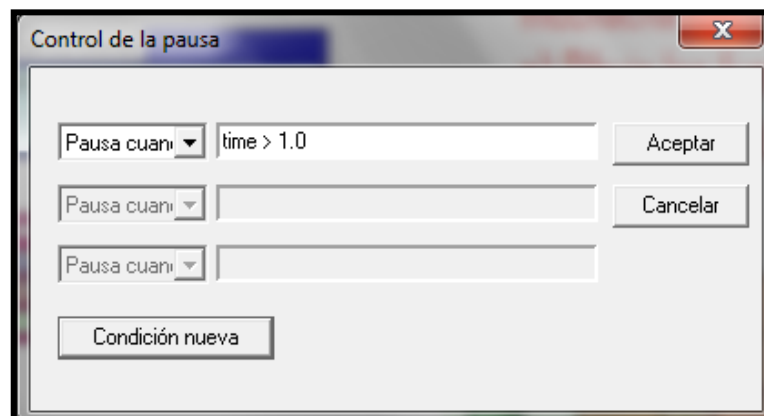 Control de la pausa
Pausa cuan
time > 1.0
Aceptar
Pausa cuan
Cancelar
Pausa cuan
Condición nueva